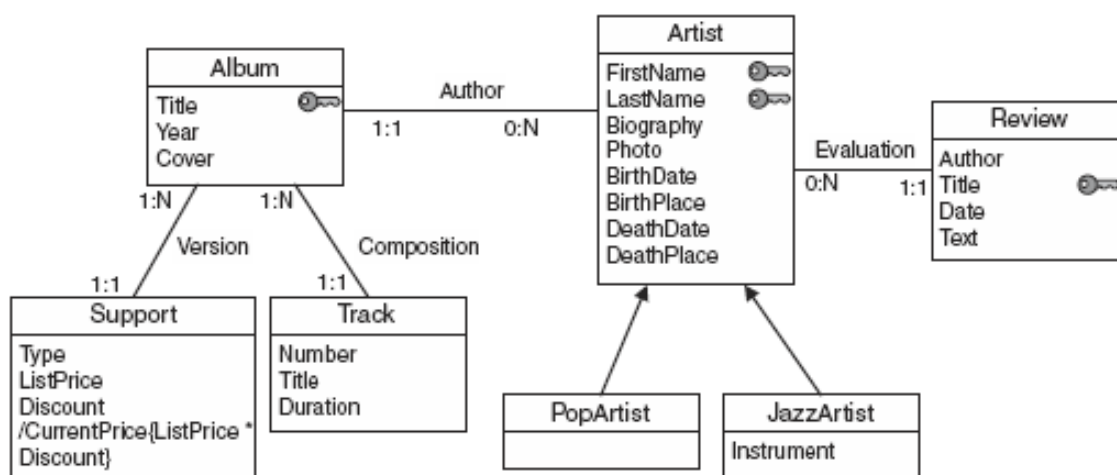 Album
Title
Year
Cover
Author
1:1
0:N
Artist
FirstName
LastName
Biography
Photo
BirthDate
BirthPlace
DeathDate
DeathPlace
Evaluation
0:N
1:1
Review
Author
Title
Date
Text
1:N
1:N
Version
Composition
1:1
1:1
Support
Type
ListPrice
Discount
/CurrentPrice{ListPrice *
Discount}
Track
Number
Title
Duration
PopArtist
JazzArtist
Instrument